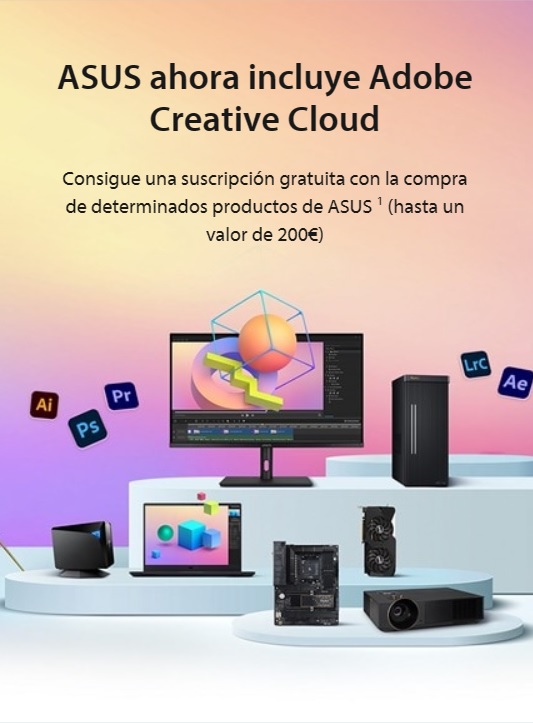 ASUS ahora incluye Adobe
Creative Cloud
Consigue una suscripción gratuita con la compra
de determinados productos de ASUS ¹ (hasta un
valor de 200€)
Ai
Pr
Ps
LrC
Ae